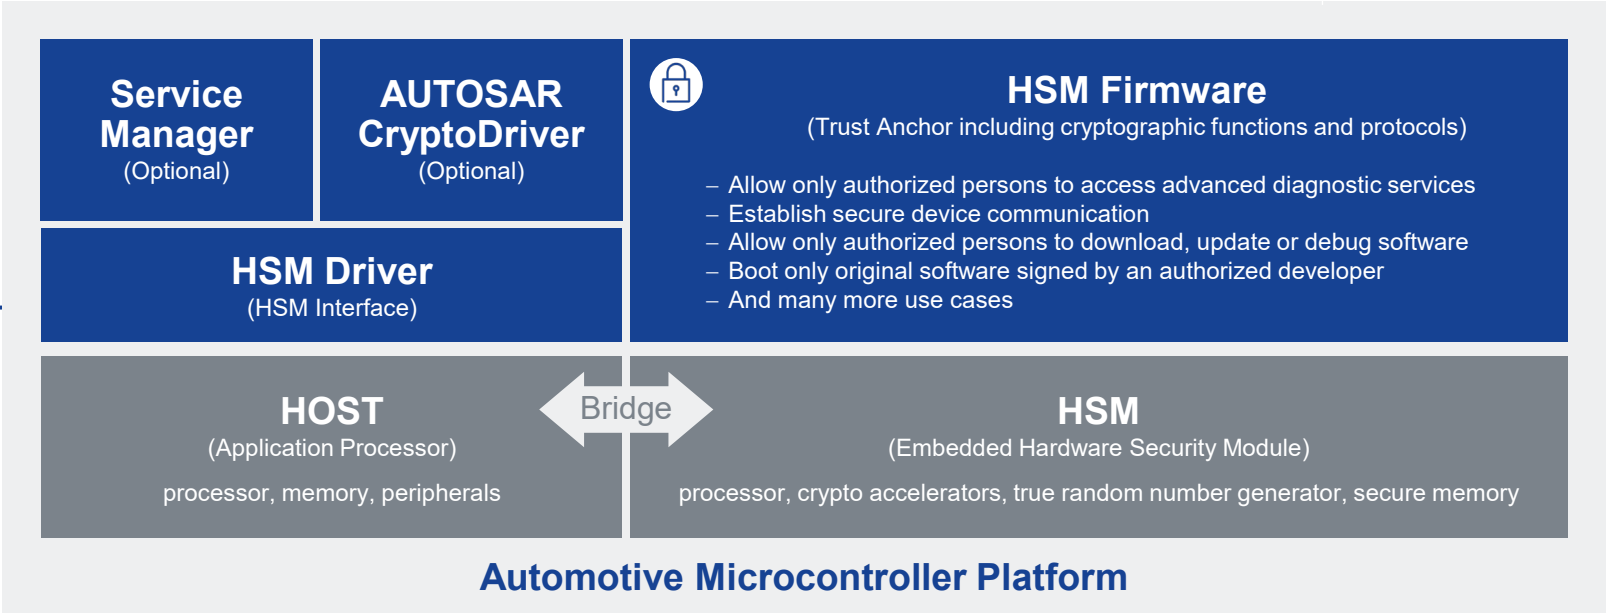 Service
Manager
(Optional)
AUTOSAR
CryptoDriver
(Optional)
HSM Driver
(HSM Interface)
HSM Firmware
(Trust Anchor including cryptographic functions and protocols)
– Allow only authorized persons to access advanced diagnostic services
– Establish secure device communication
– Allow only authorized persons to download, update or debug software
– Boot only original software signed by an authorized developer
– And many more use cases
HOST
(Application Processor)
processor, memory, peripherals
Bridge
HSM
(Embedded Hardware Security Module)
processor, crypto accelerators, true random number generator, secure memory
Automotive Microcontroller Platform